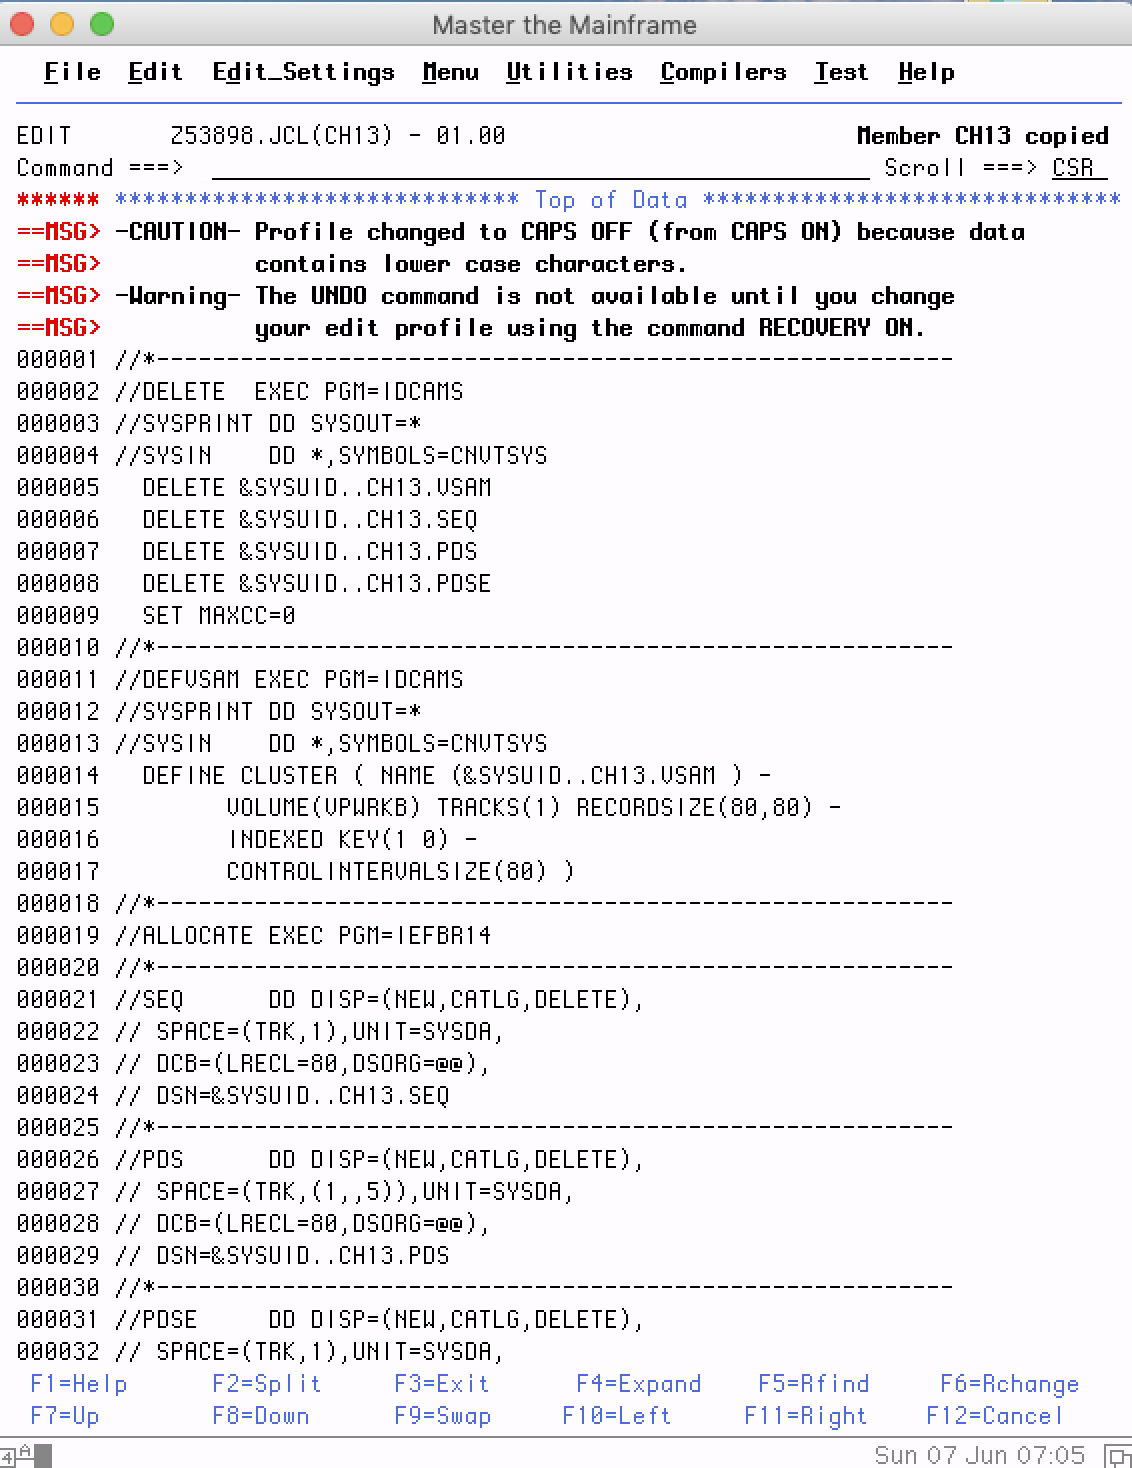 Master the Mainframe
File Edit Edit_Settings Menu Utilities Compilers Test Help
EDIT Z53898.JCL(CH13) - 01.00 Member CH13 copied
Command ===> Scroll ===> CSR
****** ***************************** Top of Data ******************************
==MSG> -CAUTION- Profile changed to CAPS OFF (from CAPS ON) because data
==MSG> contains lower case characters.
==MSG> -Warning- The UNDO command is not available until you change
==MSG> your edit profile using the command RECOVERY ON.
000001 //*---------------------------------------------------------
000002 //DELETE  EXEC PGM=IDCAMS
000003 //SYSPRINT DD SYSOUT=*
000004 //SYSIN    DD *,SYMBOLS=CNVTSYS
000005   DELETE &SYSUID..CH13.VSAM
000006   DELETE &SYSUID..CH13.SEQ
000007   DELETE &SYSUID..CH13.PDS
000008   DELETE &SYSUID..CH13.PDSE
000009   SET MAXCC=0
000010 //*---------------------------------------------------------
000011 //DEFVSAM EXEC PGM=IDCAMS
000012 //SYSPRINT DD SYSOUT=*
000013 //SYSIN    DD *,SYMBOLS=CNVTSYS
000014   DEFINE CLUSTER ( NAME (&SYSUID..CH13.VSAM ) -
000015         VOLUME(VPWRKB) TRACKS(1) RECORDSIZE(80,80) -
000016         INDEXED KEY(1 0) -
000017         CONTROLINTERVALSIZE(80) )
000018 //*---------------------------------------------------------
000019 //ALLOCATE EXEC PGM=IEFBR14
000020 //*---------------------------------------------------------
000021 //SEQ      DD DISP=(NEW,CATLG,DELETE),
000022 // SPACE=(TRK,1),UNIT=SYSDA,
000023 // DCB=(LRECL=80,DSORG=@@),
000024 // DSN=&SYSUID..CH13.SEQ
000025 //*---------------------------------------------------------
000026 //PDS      DD DISP=(NEW,CATLG,DELETE),
000027 // SPACE=(TRK,(1,,5)),UNIT=SYSDA,
000028 // DCB=(LRECL=80,DSORG=@@),
000029 // DSN=&SYSUID..CH13.PDS
000030 //*---------------------------------------------------------
000031 //PDSE     DD DISP=(NEW,CATLG,DELETE),
000032 // SPACE=(TRK,1),UNIT=SYSDA,
F1=Help F2=Split F3=Exit F4=Expand F5=Rfind F6=Rchange
F7=Up F8=Down F9=Swap F10=Left F11=Right F12=Cancel
4 A Sun 07 Jun 07:05